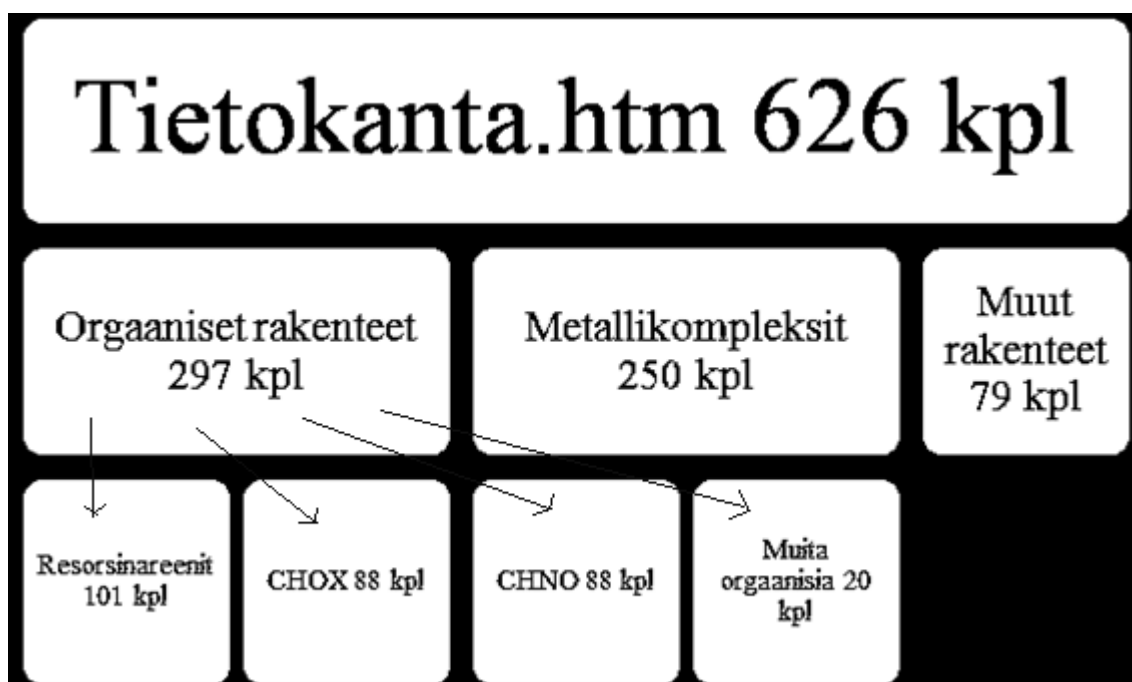 Tietokanta.htm 626 kpl
Orgaaniset rakenteet
297 kpl
Metallikompleksit
250 kpl
Muut
rakenteet
79 kpl
Resorsinareenit
101 kpl
CHOX 88 kpl
CHNO 88 kpl
Muita
orgaanisia 20
kpl